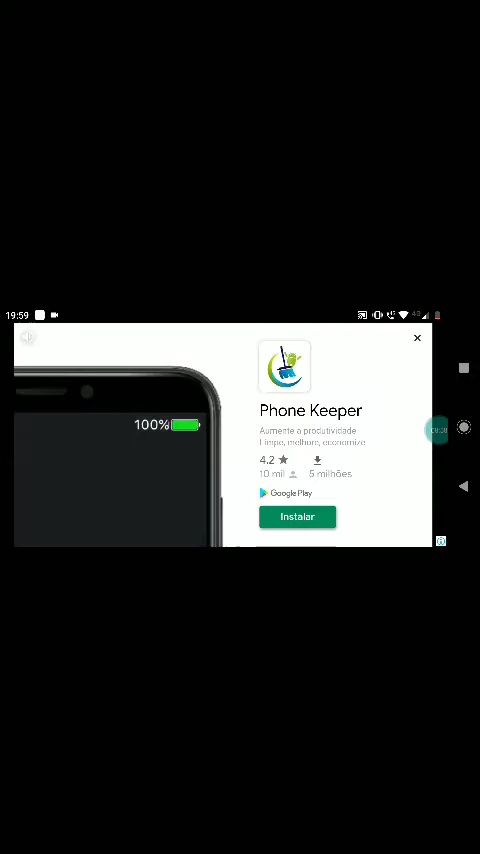 19:59
4G
100%
Phone Keeper
Aumente a produtividade
Limpe, melhore, economize
4.2
10 mil
5 milhões
Google Play
Instalar